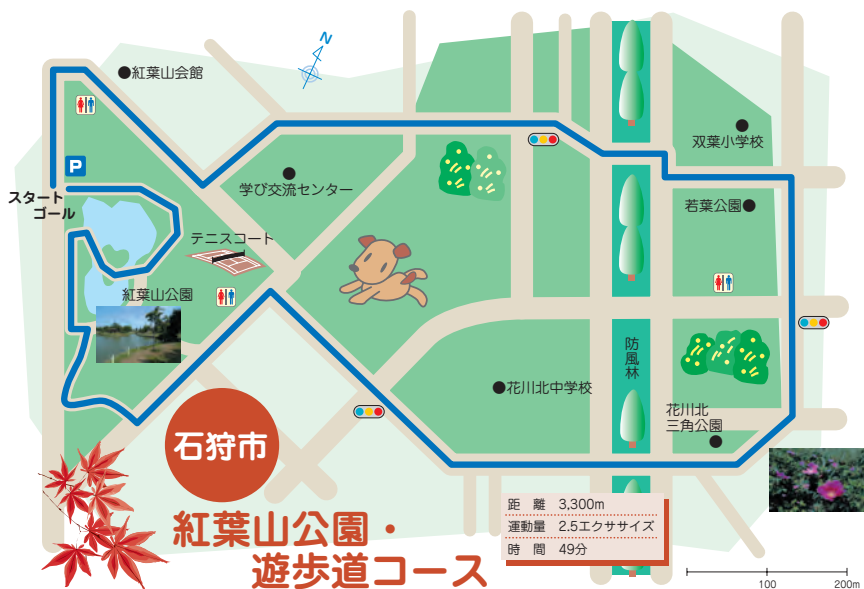 N
紅葉山会館
P
双葉小学校
学び交流センター
スタート
ゴール
若葉公園
テニスコート
紅葉山公園
防風林
花川北中学校
花川北
三角公園
石狩市
紅葉山公園・
遊歩道コース
距 離 3,300m
運動量 2.5エクササイズ
時 間 49分
100 200m